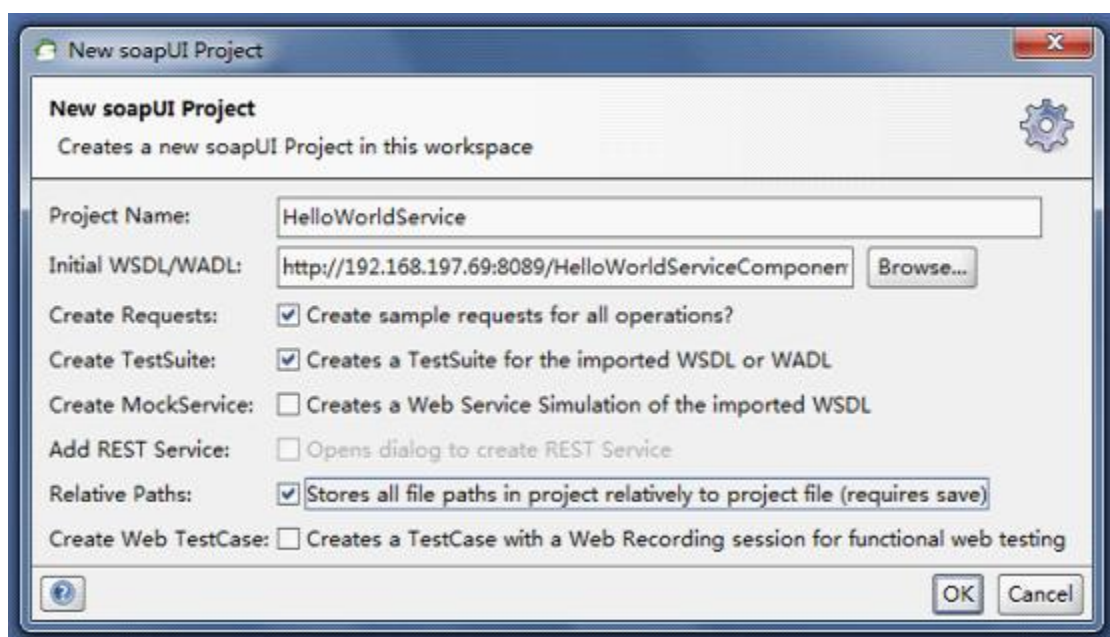 New soapUI Project
New soapUI Project
Creates a new soapUI Project in this workspace
Project Name: HelloWorldService
Initial WSDL/WADL: http://192.168.197.69:8089/HelloWorldServiceComponen Browse...
Create Requests: Create sample requests for all operations?
Create TestSuite: Creates a TestSuite for the imported WSDL or WADL
Create MockService: Creates a Web Service Simulation of the imported WSDL
Add REST Service: Opens dialog to create REST Service
Relative Paths: Stores all file paths in project relatively to project file (requires save)
Create Web TestCase: Creates a TestCase with a Web Recording session for functional web testing
? OK Cancel